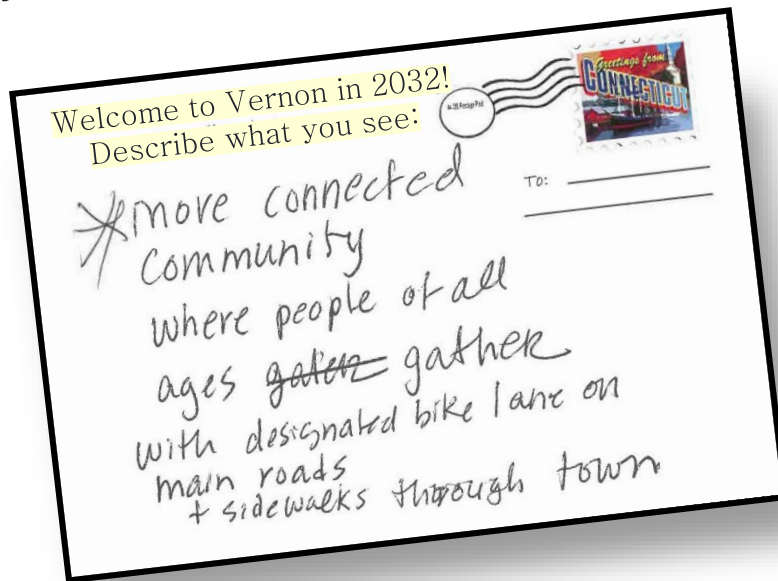 Welcome to Vernon in 2032!
Describe what you see:
Greetings from
CONNECTICUT
TO:
*more connected
community
where people of all
ages gather
with designated bike lane on
main roads
+ sidewalks through town